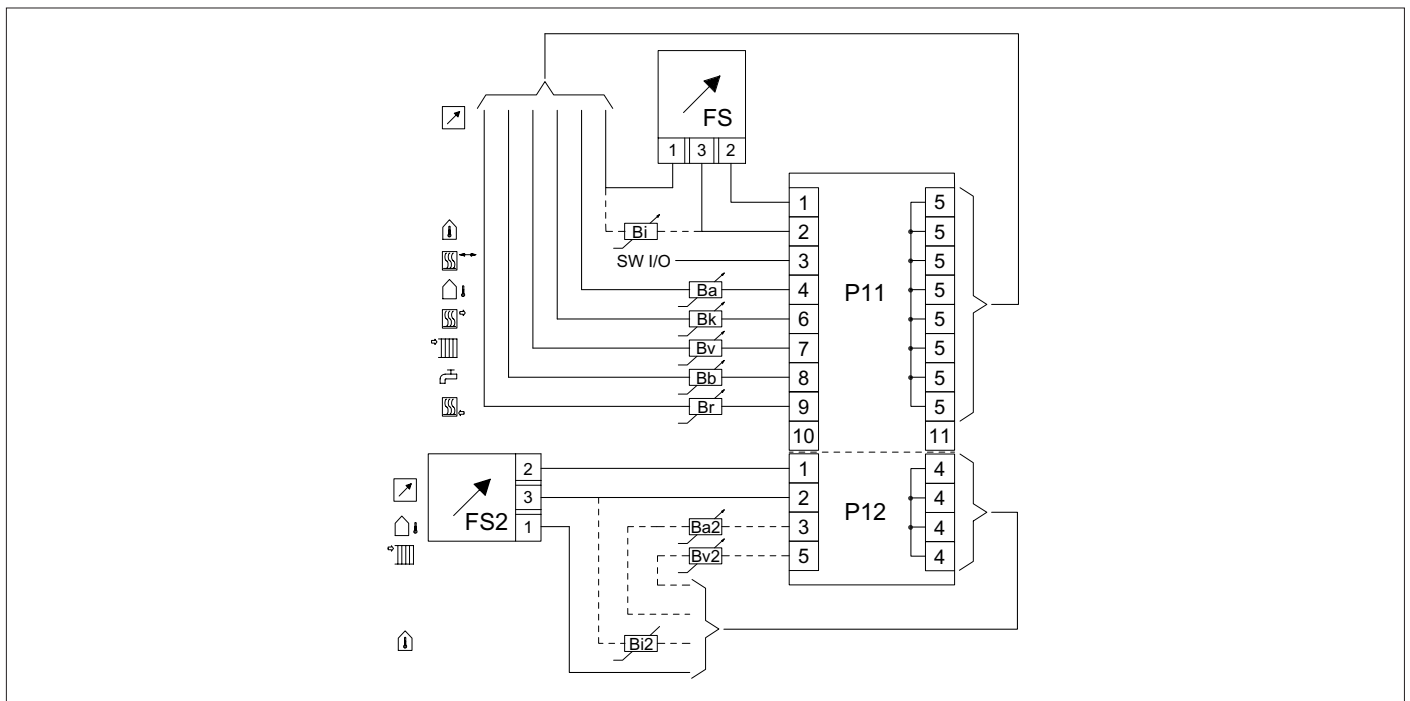 FS
1 3 2
1 5
Bi 2 5
SW I/O 3 5
Ba 4 P11 5
Bk 6 5
Bv 7 5
Bb 8 5
Br 9 5
10 11
2 1 4
3 2 P12 4
FS2
1 Ba2 3 4
Bv2 5 4
Bi2